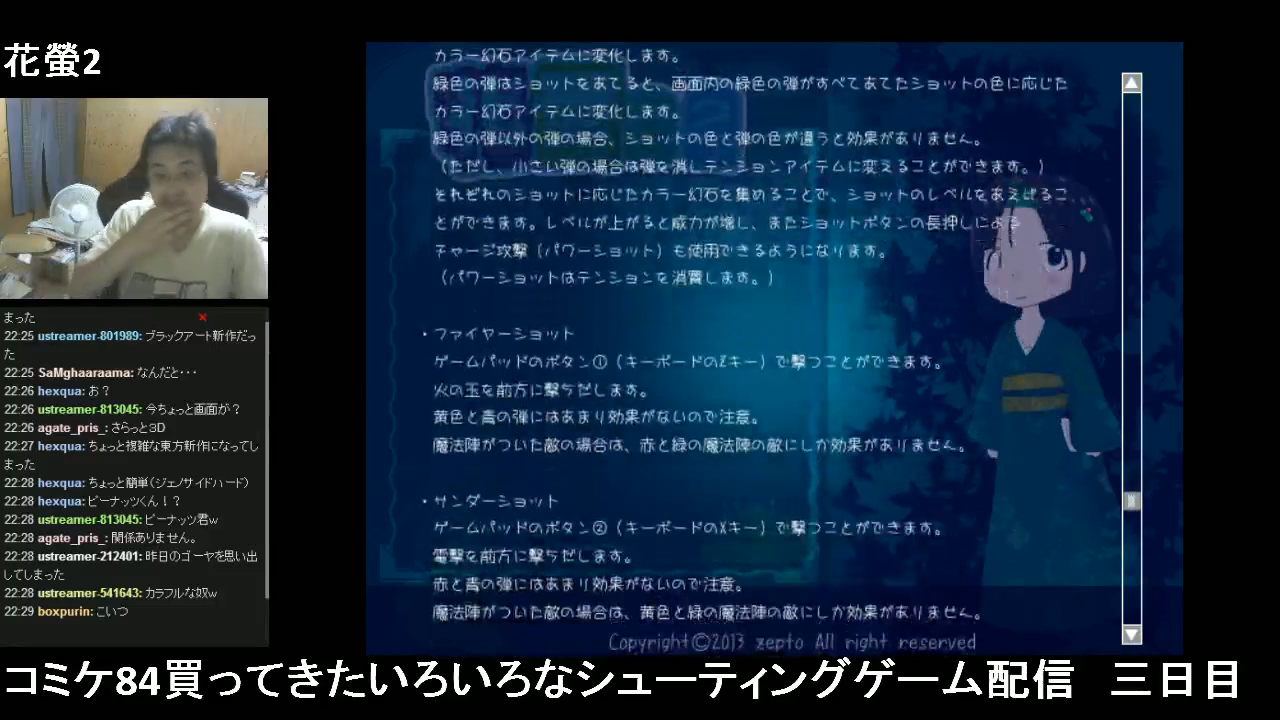 花螢2
カラー幻石アイテムに変化します。
緑色の弾はショットをあてると、画面内の緑色の弾がすべてあてたショットの色に応じた
カラー幻石アイテムに変化します。
緑色の弾以外の弾の場合、ショットの色と弾の色が違うと効果がありません。
(ただし、小さい弾の場合は弾を消しテンションアイテムに変えることができます。)
それぞれのショットに応じたカラー幻石を集めることで、ショットのレベルをあえげるこ
とができます。レベルが上がると威力が増し、またショットボタンの長押しによる
チャージ攻撃(パワーショット)も使用できるようになります。
(パワーショットはテンションを消費します。)
・ファイヤーショット
ゲームパッドのボタン①(キーボードのZキー)で撃つことができます。
火の玉を前方に撃ちだします。
黄色と青の弾にはあまり効果がないので注意。
魔法陣がついた敵の場合は、赤と緑の魔法陣の敵にしか効果がありません。
・サンダーショット
ゲームパッドのボタン②(キーボードのXキー)で撃つことができます。
電撃を前方に撃ちだします。
赤と青の弾にはあまり効果がないので注意。
魔法陣がついた敵の場合は、黄色と緑の魔法陣の敵にしか効果がありません。
Copyright©2013 zepto All right reserved
まった
22:25 ustreamer-801989: ブラックアート新作だっ
た
22:25 SaMghaaraama: なんだと・・・
22:26 hexqua: お？
22:26 ustreamer-813045: 今ちょっと画面が？
22:26 agate_pris_: さらっと3D
22:27 hexqua: ちょっと複雑な東方新作になってし
まった
22:28 hexqua: ちょっと簡単(ジェノサイドハード)
22:28 hexqua: ピーナッツくん！？
22:28 ustreamer-813045: ピーナッツ君w
22:28 agate_pris_: 関係ありません。
22:28 ustreamer-212401: 昨日のゴーヤを思い出
してしまった
22:28 ustreamer-541643: カラフルな奴w
22:29 boxpurin: こいつ
コミケ84買ってきたいろいろなシューティングゲーム配信 三日目